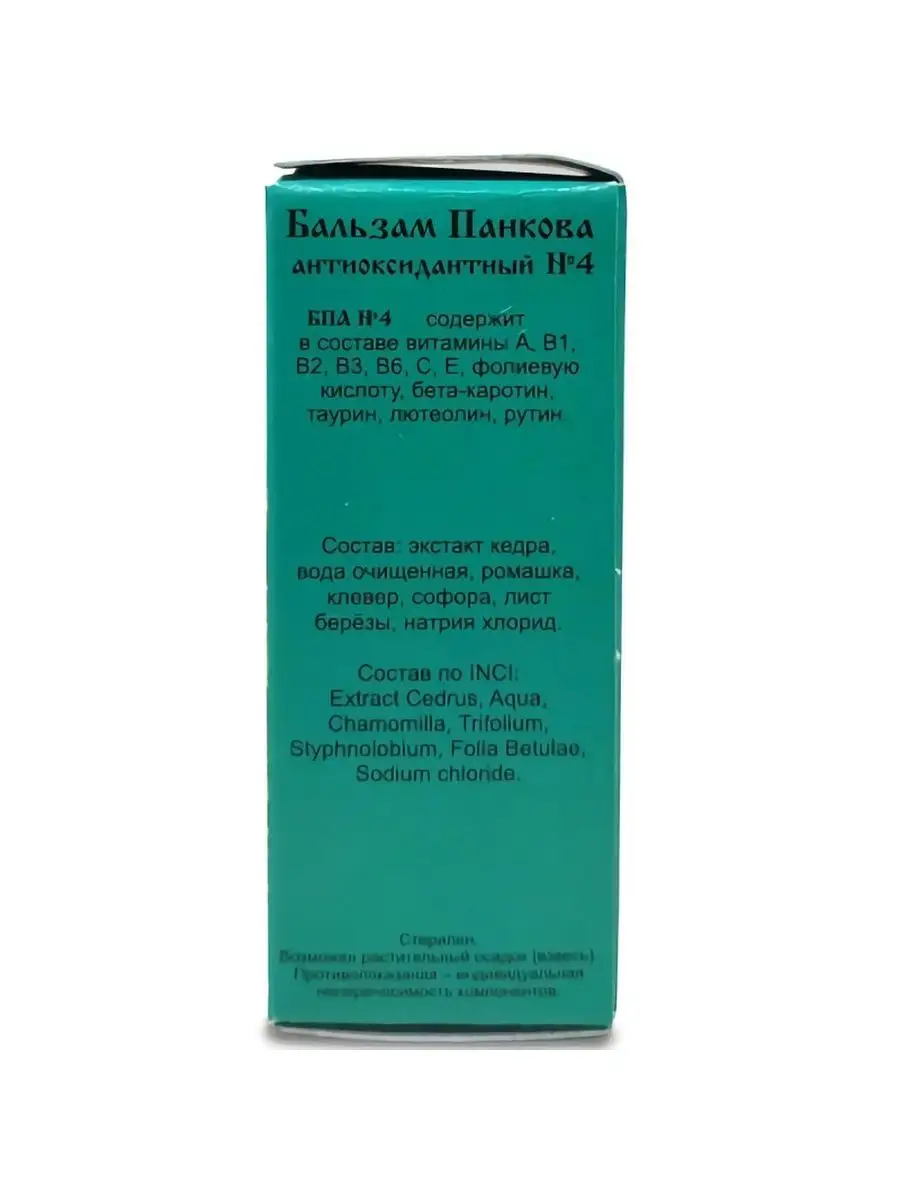 Бальзам Панкова
антиоксидантный №4
БПА №4 содержит
в составе витамины А, В1,
В2, В3, В6, С, Е, фолиевую
кислоту, бета-каротин,
таурин, лютеолин, рутин.
Состав: экстакт кедра,
вода очищенная, ромашка,
клевер, софора, лист
берёзы, натрия хлорид.
Состав по INCI:
Extract Cedrus, Aqua,
Chamomilla, Trifolium,
Styphnolobium, Folia Betulae,
Sodium chloride.
Стерилен.
Возможен растительный осадок (взвесь).
Противопоказания – индивидуальная
непереносимость компонентов.